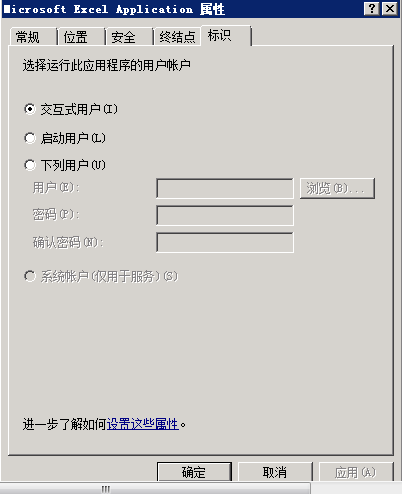 Microsoft Excel Application 属性
常规 位置 安全 终结点 标识
选择运行此应用程序的用户帐户
交互式用户(I)
启动用户(L)
下列用户(U)
用户(E): 浏览(B)...
密码(P):
确认密码(N):
系统帐户(仅用于服务)(S)
进一步了解如何设置这些属性。
确定 取消 应用(A)